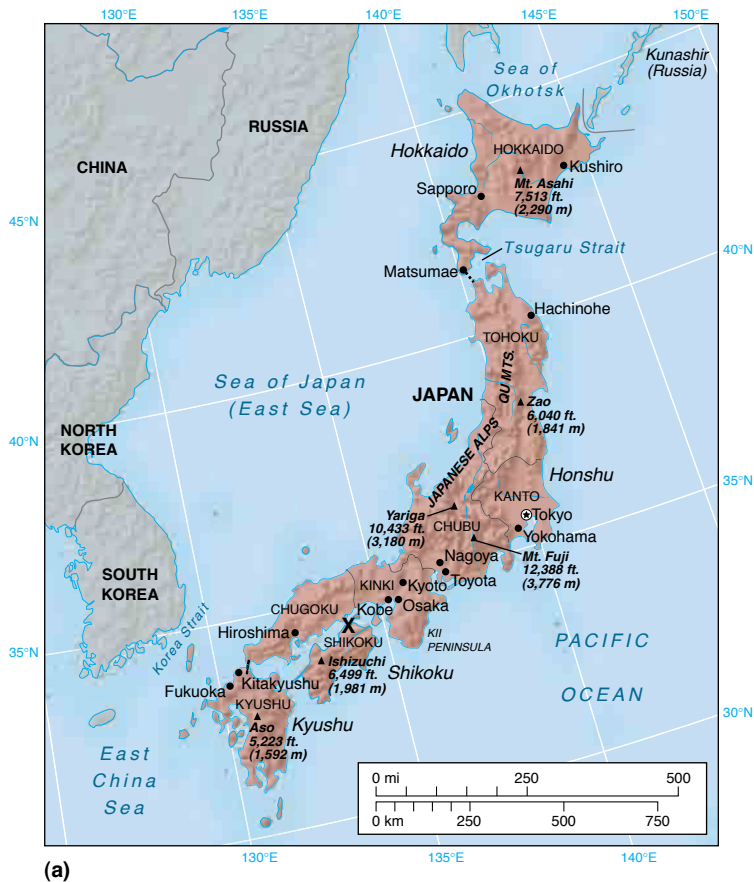 130°E
135°E
140°E
145°E
150°E
Kunashir
(Russia)
Sea of
Okhotsk
RUSSIA
CHINA
Hokkaido
HOKKAIDO
Kushiro
Mt. Asahi
7,513 ft.
(2,290 m)
Sapporo
45°N
40°N
Tsugaru Strait
Matsumae
Hachinohe
TOHOKU
QU MTS.
Sea of Japan
(East Sea)
JAPAN
Zao
6,040 ft.
(1,841 m)
40°N
NORTH
KOREA
JAPANESE ALPS
Honshu
35°N
KANTO
Yariga
10,433 ft.
(3,180 m)
Tokyo
CHUBU
Yokohama
Nagoya
Mt. Fuji
12,388 ft.
(3,776 m)
SOUTH
KOREA
KINKI
Kyoto
Toyota
CHUGOKU
Kobe
Osaka
Hiroshima
X
SHIKOKU
KII
PENINSULA
PACIFIC
OCEAN
Korea Strait
35°N
Ishizuchi
6,499 ft.
(1,981 m)
Shikoku
Kitakyushu
Fukuoka
KYUSHU
Kyushu
30°N
Aso
5,223 ft.
(1,592 m)
East
China
Sea
0 mi
250
500
0 km
250
500
750
(a)
130°E
135°E
140°E